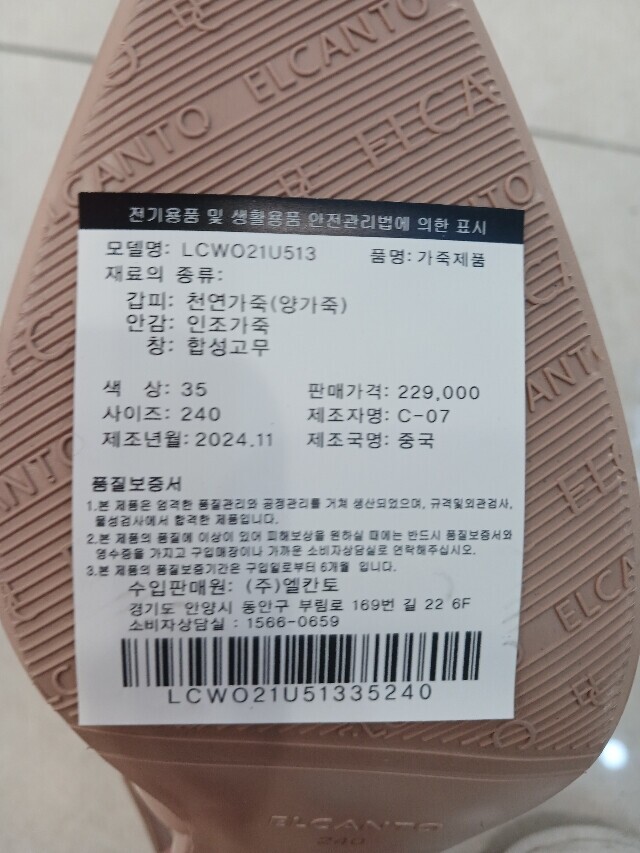 ELCANTO
ELCANTO
ELCA
ELCANTO
전기용품 및 생활용품 안전관리법에 의한 표시
모델명: LCWO21U513 품명: 가죽제품
재료의 종류:
갑피: 천연가죽(양가죽)
안감: 인조가죽
창: 합성고무
색 상: 35 판매가격: 229,000
사이즈: 240 제조자명: C-07
제조년월: 2024.11 제조국명: 중국
품질보증서
1.본 제품은 엄격한 품질관리와 공정관리를 거쳐 생산되었으며, 규격및외관검사,
물성검사에서 합격한 제품입니다.
2.본 제품의 품질에 이상이 있어 피해보상을 원하실 때에는 반드시 품질보증서와
영수증을 가지고 구입매장이나 가까운 소비자상담실로 연락해주십시오.
3.본 제품의 품질보증기간은 구입일로부터 6개월 입니다.
수입판매원: (주)엘칸토
경기도 안양시 동안구 부림로 169번 길 22 6F
소비자상담실 : 1566-0659
LCWO21U51335240
ELCANTO
240